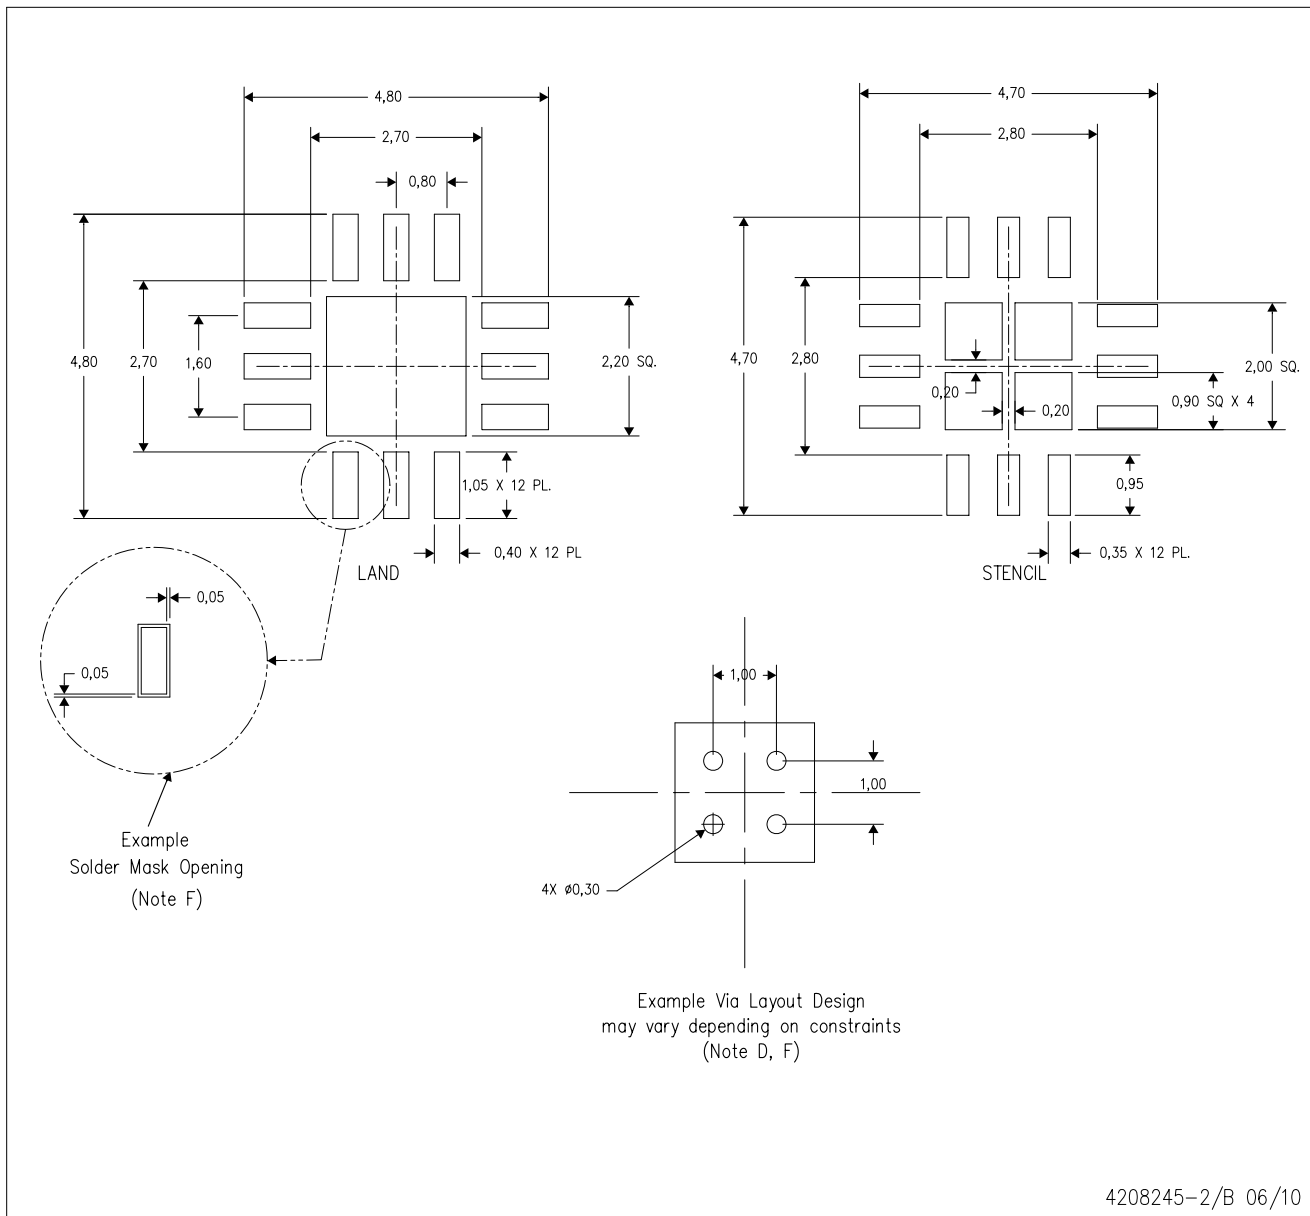 4,80
2,70
0,80
4,80
2,70
1,60
2,20 SQ.
1,05 X 12 PL.
0,40 X 12 PL
LAND
4,70
2,80
4,70
2,80
0,20
0,20
2,00 SQ.
0,90 SQ X 4
0,95
0,35 X 12 PL.
STENCIL
0,05
0,05
Example
Solder Mask Opening
(Note F)
1,00
1,00
4X ø0,30
Example Via Layout Design
may vary depending on constraints
(Note D, F)
4208245-2/B 06/10